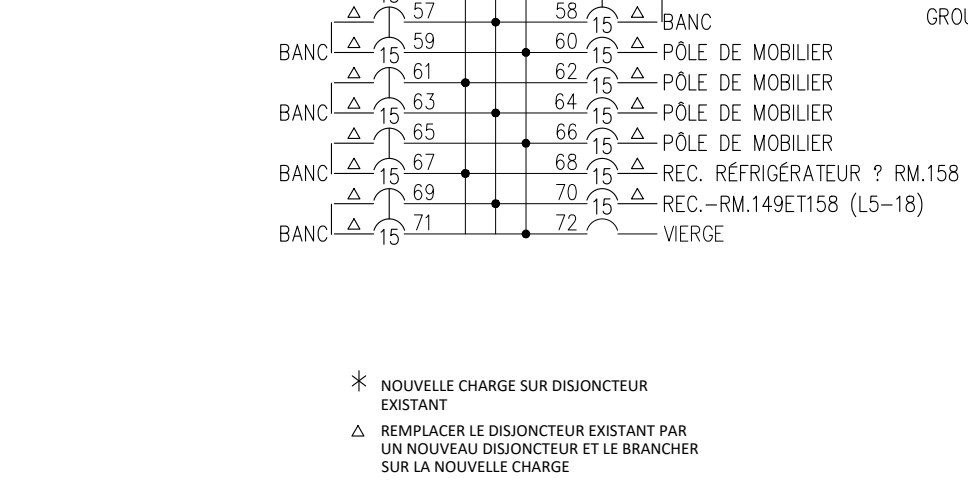 57 58 15 BANC GROU
BANC 59 60 15 PÔLE DE MOBILIER
15
61 62 15 PÔLE DE MOBILIER
BANC 63 64 15 PÔLE DE MOBILIER
15
65 66 15 PÔLE DE MOBILIER
BANC 67 68 15 REC. RÉFRIGÉRATEUR ? RM.158
15
69 70 15 REC.-RM.149ET158 (L5-18)
BANC 71 72 VIERGE
15
NOUVELLE CHARGE SUR DISJONCTEUR
EXISTANT
REMPLACER LE DISJONCTEUR EXISTANT PAR
UN NOUVEAU DISJONCTEUR ET LE BRANCHER
SUR LA NOUVELLE CHARGE